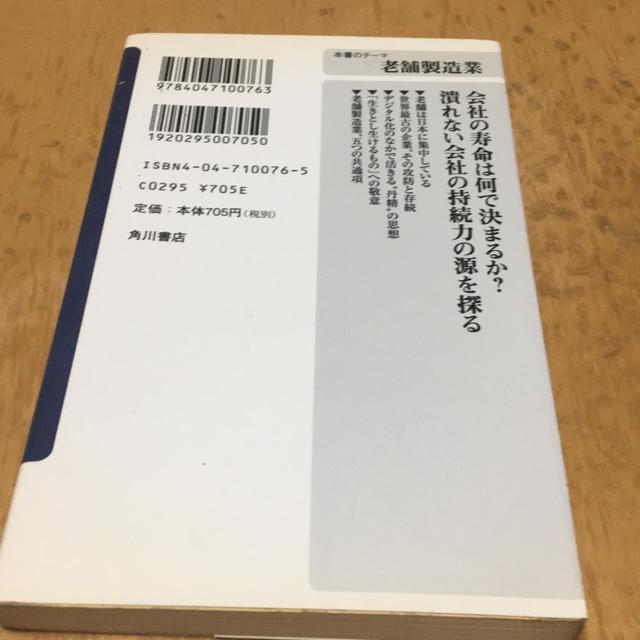 9784047100763
1920295007050
ISBN4-04-710076-5
C0295 ¥705E
定価：本体705円（税別）
角川書店
本書のテーマ
老舗製造業
会社の寿命は何で決まるか？
潰れない会社の持続力の源を探る
▼老舗は日本に集中している
▼世界最古の企業、その攻防と存続
▼デジタル化のなかで活きる“丹精”の思想
▼「生きとし生けるもの」への敬意
▼老舗製造業、五つの共通項